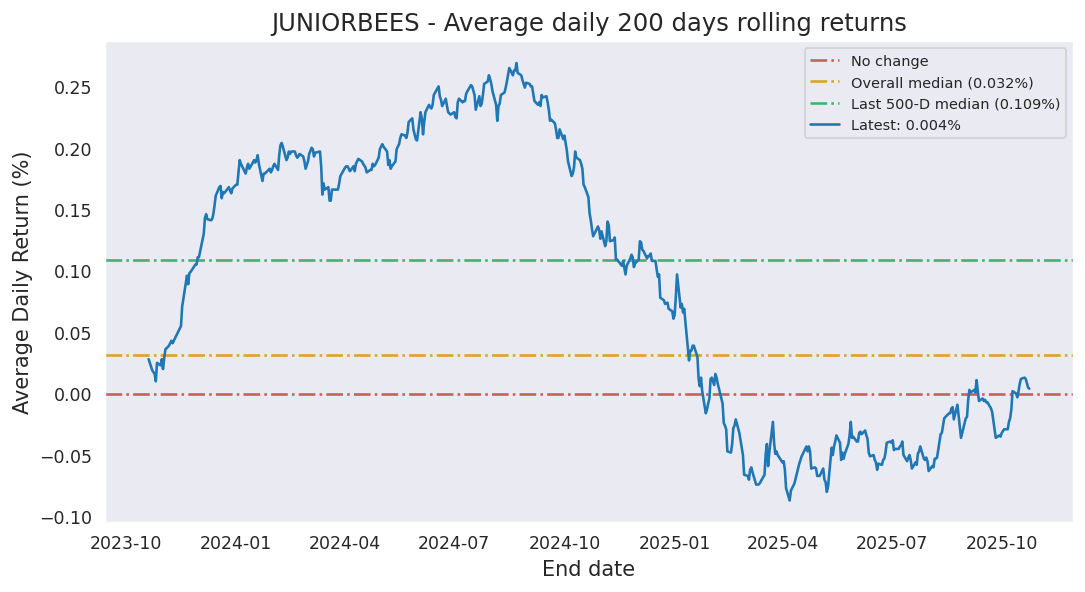 JUNIORBEES - Average daily 200 days rolling returns
No change
Overall median (0.032%)
Last 500-D median (0.109%)
Latest: 0.004%
Average Daily Return (%)
0.25
0.20
0.15
0.10
0.05
0.00
−0.05
−0.10
2023-10 2024-01 2024-04 2024-07 2024-10 2025-01 2025-04 2025-07 2025-10
End date